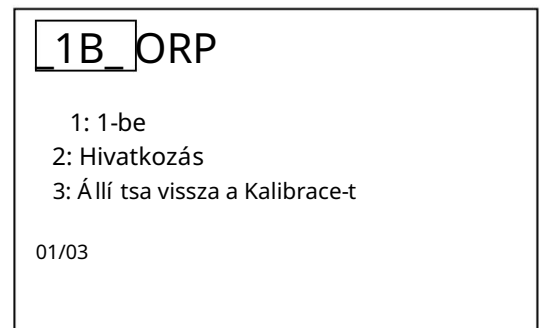 _1B_ ORP
1: 1-be
2: Hivatkozás
3: Állí tsa vissza a Kalibrace-t
01/03